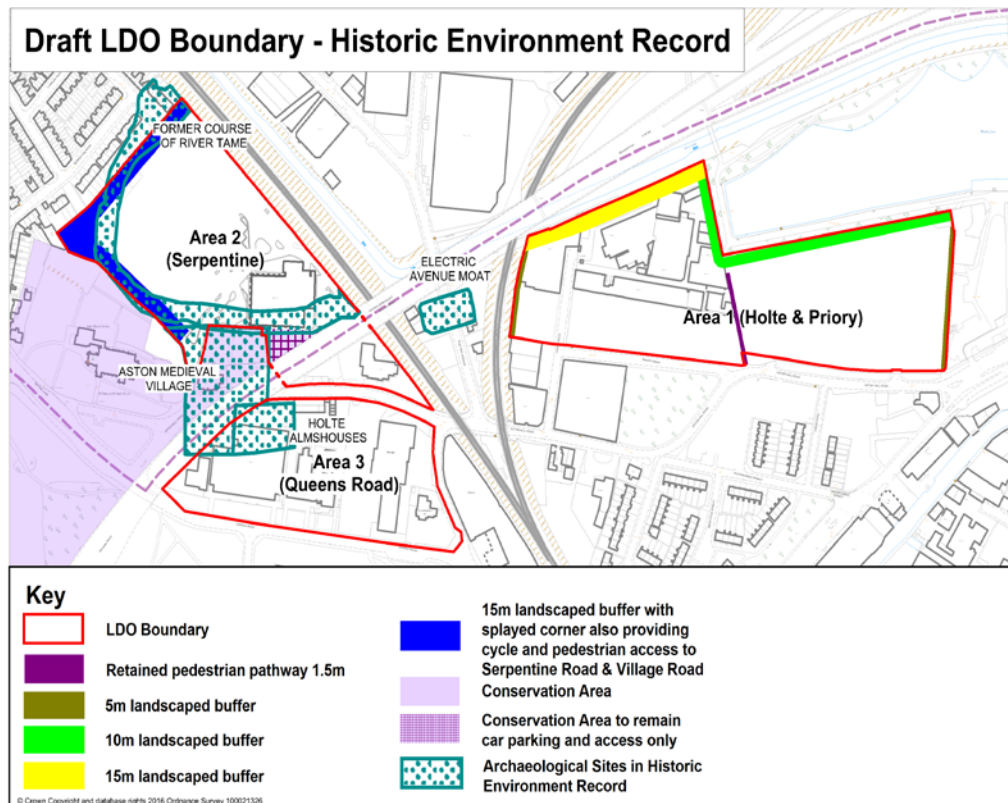 Draft LDO Boundary - Historic Environment Record
FORMER COURSE
OF RIVER TAME
Area 2
(Serpentine)
ELECTRIC
AVENUE MOAT
Area 1 (Holte & Priory)
ASTON MEDIEVAL
VILLAGE
HOLTE
ALMSHOUSES
Area 3
(Queens Road)
Key
LDO Boundary
Retained pedestrian pathway 1.5m
5m landscaped buffer
10m landscaped buffer
15m landscaped buffer
15m landscaped buffer with
splayed corner also providing
cycle and pedestrian access to
Serpentine Road & Village Road
Conservation Area
Conservation Area to remain
car parking and access only
Archaeological Sites in Historic
Environment Record
© Crown Copyright and database rights 2016 Ordnance Survey 100021326